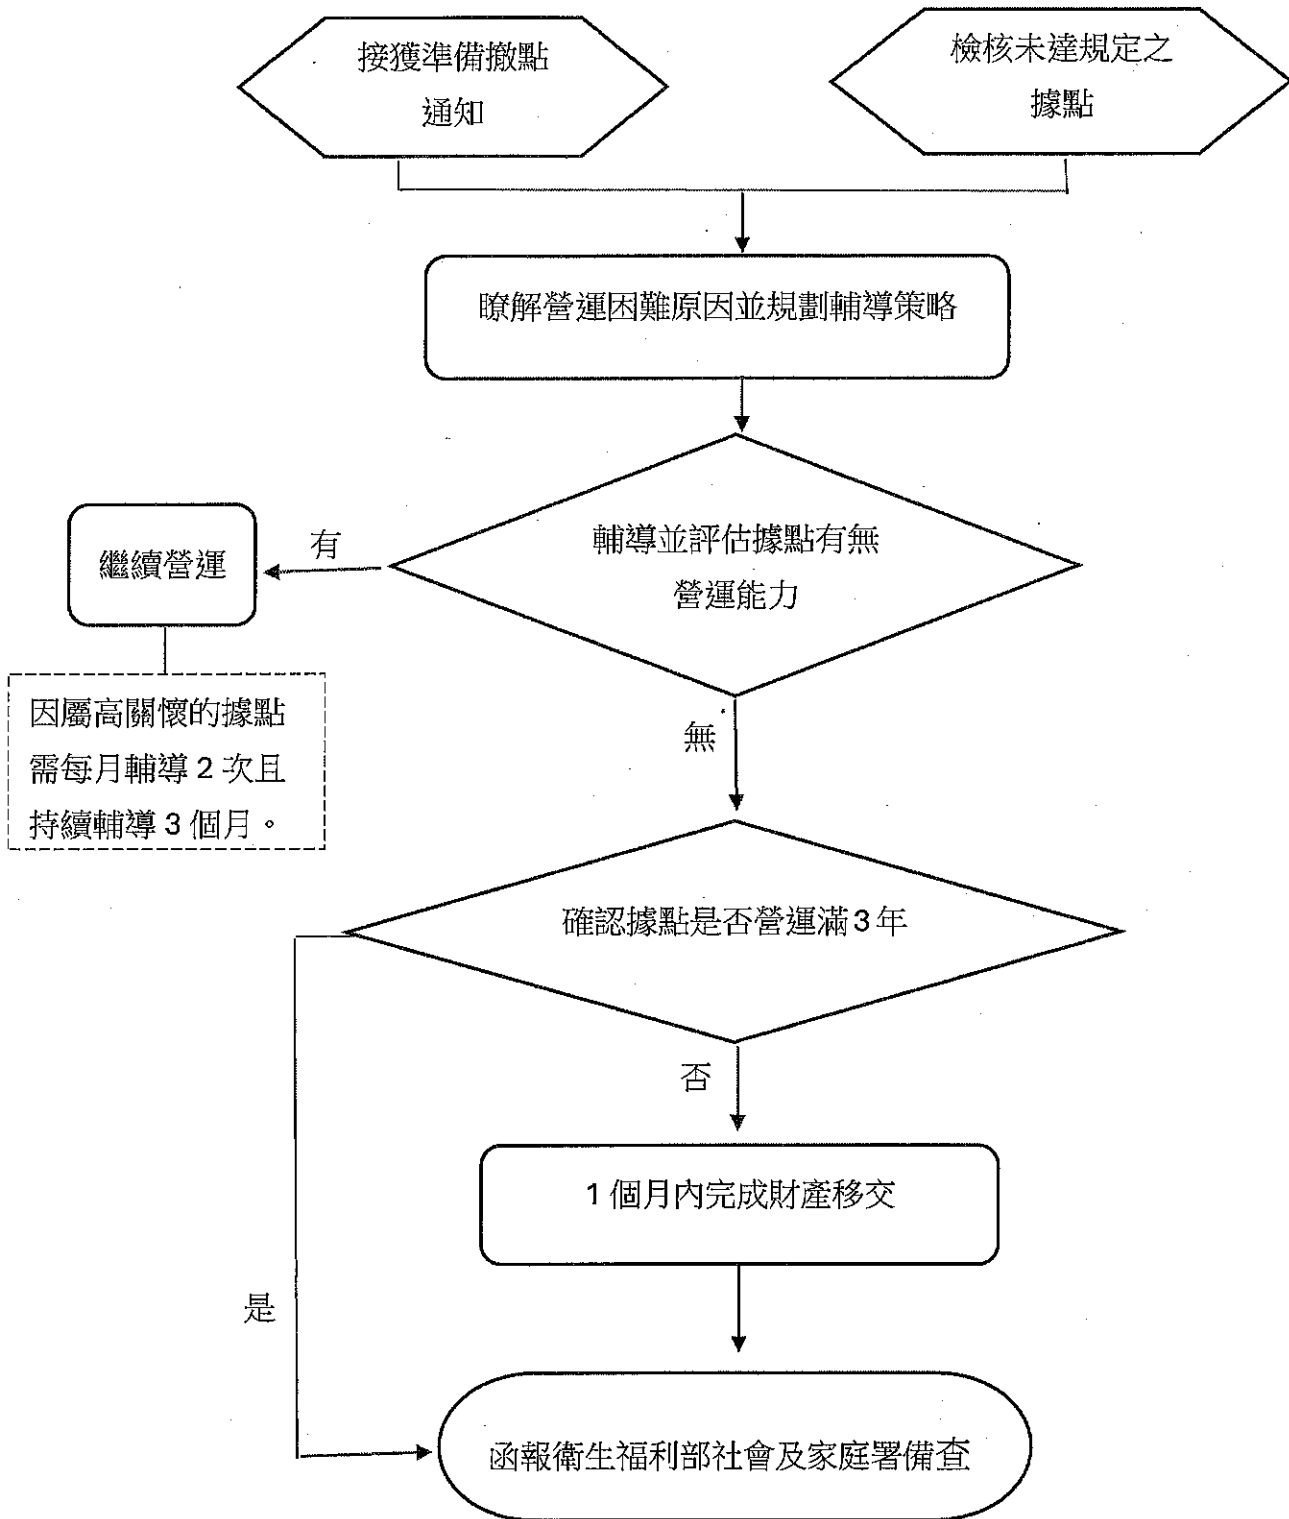 接獲準備撤點
通知
檢核未達規定之
據點
瞭解營運困難原因並規劃輔導策略
輔導並評估據點有無
營運能力
有
繼續營運
因屬高關懷的據點
需每月輔導2次且
持續輔導3個月。
無
確認據點是否營運滿3年
否
1個月內完成財產移交
是
函報衛生福利部社會及家庭署備查